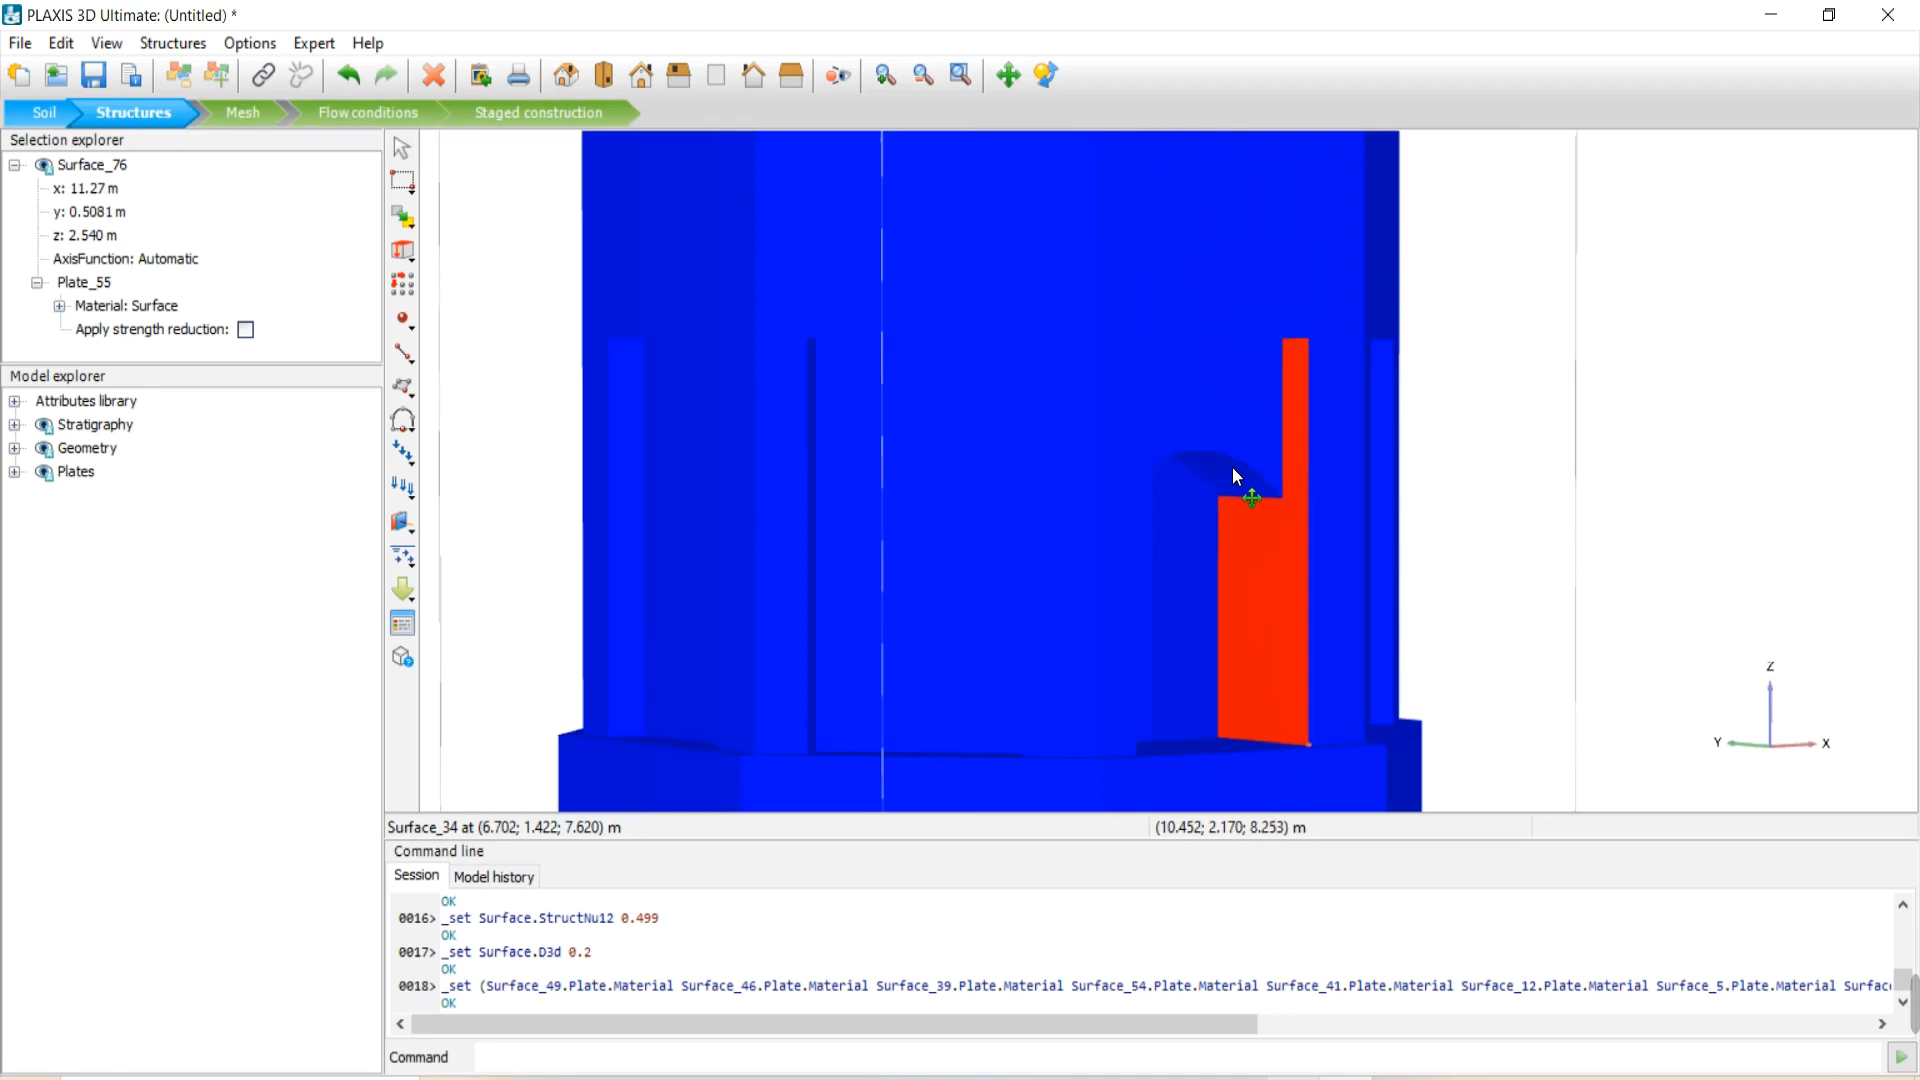 PLAXIS 3D Ultimate: (Untitled) *
File Edit View Structures Options Expert Help
Soil Structures Mesh Flow conditions Staged construction
Selection explorer
Surface_76
x: 11.27 m
y: 0.5081 m
z: 2.540 m
AxisFunction: Automatic
Plate_55
Material: Surface
Apply strength reduction:
Model explorer
Attributes library
Stratigraphy
Geometry
Plates
Z
Y X
Surface_34 at (6.702; 1.422; 7.620) m (10.452; 2.170; 8.253) m
Command line
Session Model history
OK
0016> _set Surface.StructNu12 0.499
OK
0017> _set Surface.D3d 0.2
OK
0018> _set (Surface_49.Plate.Material Surface_46.Plate.Material Surface_39.Plate.Material Surface_54.Plate.Material Surface_41.Plate.Material Surface_12.Plate.Material Surface_5.Plate.Material Surfac
OK
Command